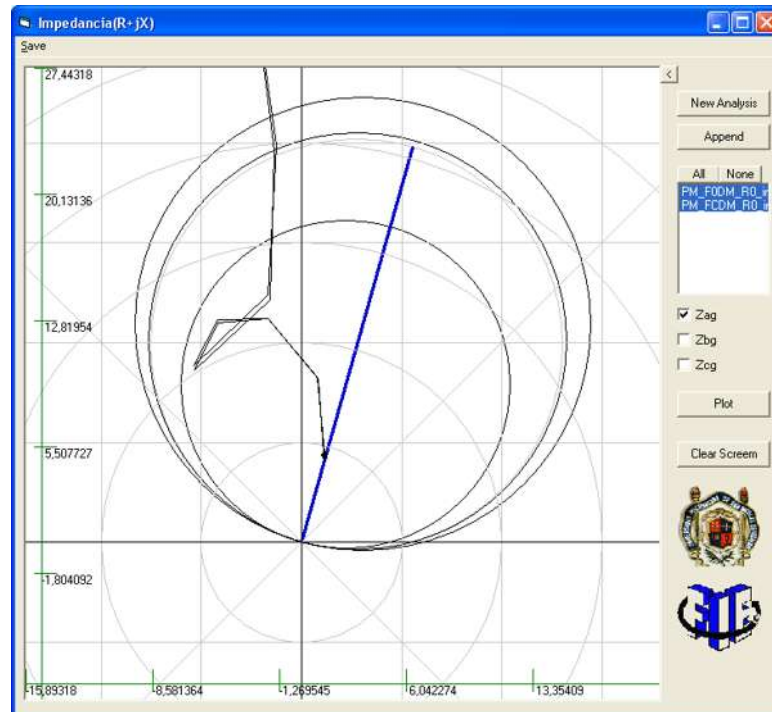 Impedancia(R+jX)
Save
27,44318
20,13136
12,81954
5,507727
-1,804092
-15,89318
-8,581364
-1,269545
6,042274
13,35409
<
New Analysis
Append
All None
PM_F0DM_R0_i
PM_FCDM_R0_i
Zag
Zbg
Zcg
Plot
Clear Screem